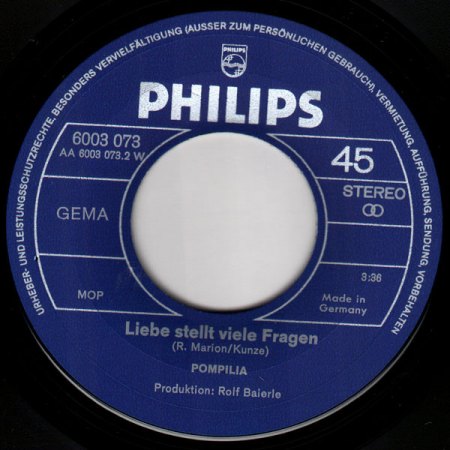 URHEBER- UND LEISTUNGSSCHUTZRECHTE, BESONDERS VERVIELFÄLTIGUNG (AUSSER ZUM PERSÖNLICHEN GEBRAUCH), VERMIETUNG, AUFFÜHRUNG, SENDUNG, VORBEHALTEN
PHILIPS
PHILIPS
6003 073
AA 6003 073.2 W
45
STEREO
GEMA
3:36
MOP
Made in
Germany
Liebe stellt viele Fragen
(R. Marion/Kunze)
POMPILIA
Produktion: Rolf Baierle